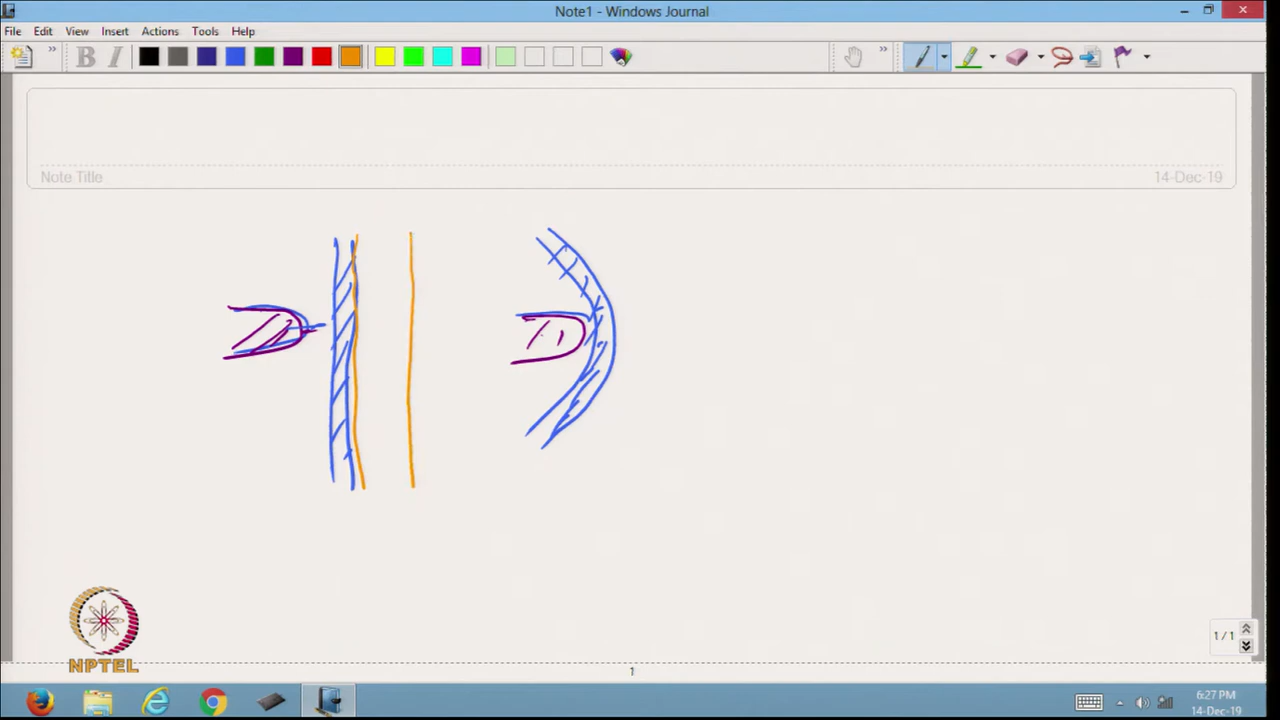 Note1 - Windows Journal
File Edit View Insert Actions Tools Help
B I
Note Title
14-Dec-19
1 / 1
NPTEL
1
6:27 PM
14-Dec-19